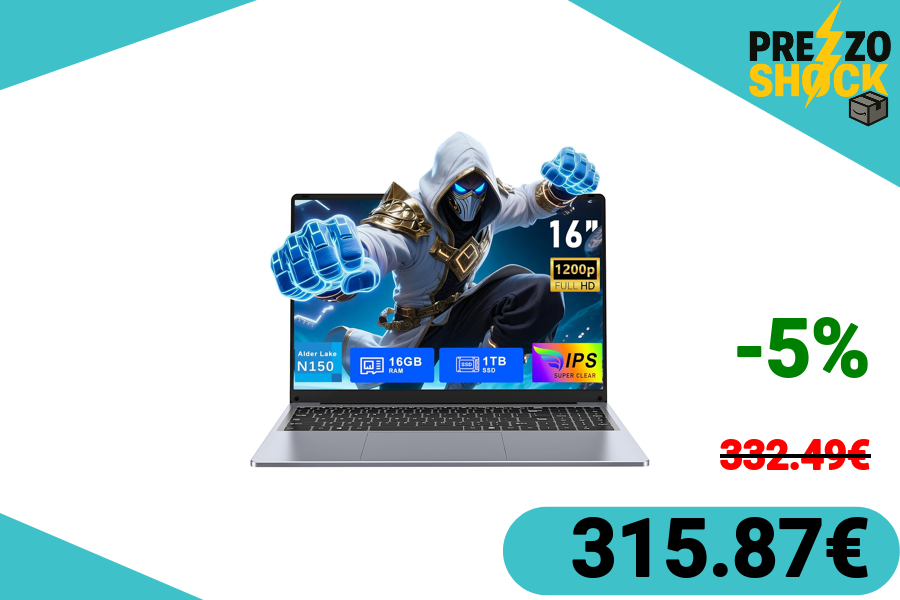 PREZZO
SHOCK
16"
1200p
FULL HD
Alder Lake
N150
16GB
RAM
SSD
1TB
SSD
IPS
SUPER CLEAR
-5%
332.49€
315.87€